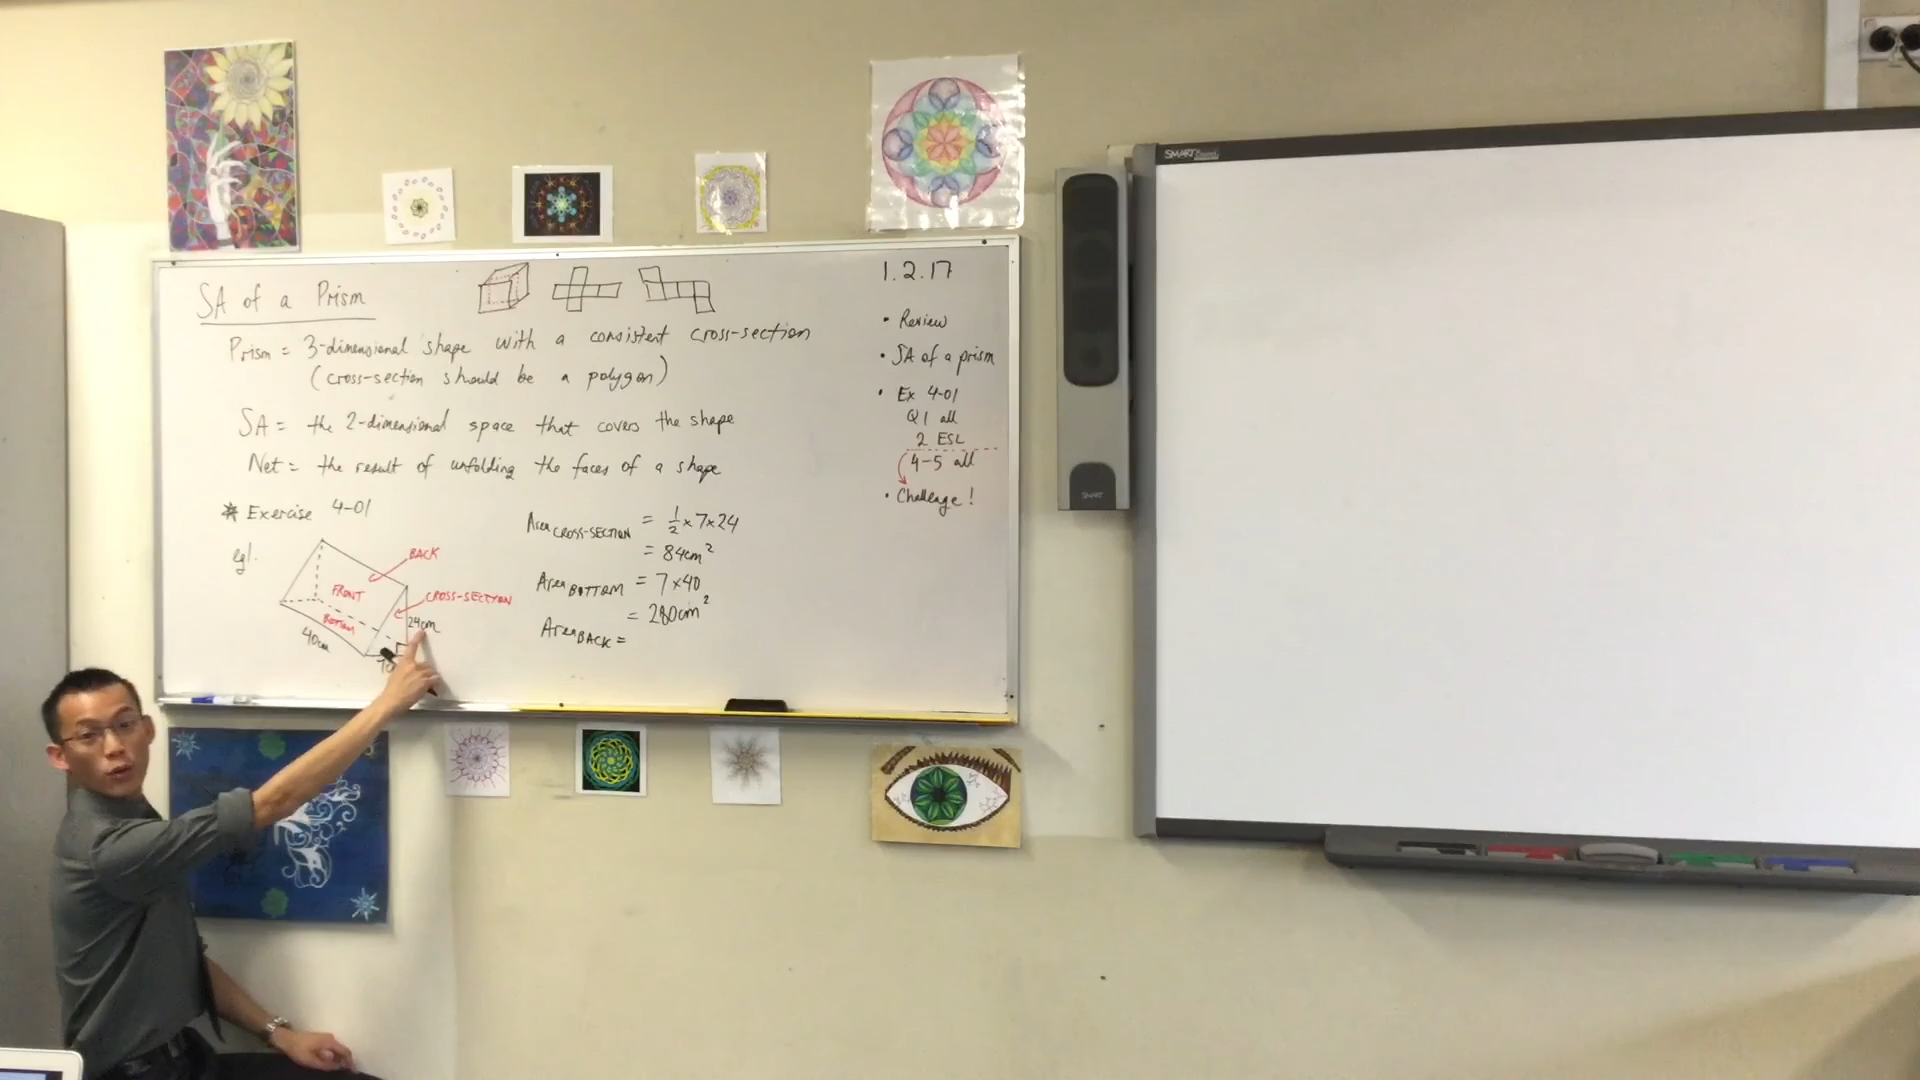 SA of a Prism
Prism = 3-dimensional shape with a consistent cross-section
(cross-section should be a polygon)
SA = the 2-dimensional space that covers the shape
Net = the result of unfolding the faces of a shape
* Exercise 4-01
eg1.
BACK
FRONT
CROSS-SECTION
BOTTOM
24cm
40cm
Area CROSS-SECTION = 1/2 × 7 × 24
= 84cm²
Area BOTTOM = 7 × 40
= 280cm²
Area BACK =
1.2.17
• Review
• SA of a prism
• Ex 4-01
Q1 all
2 ESL
4-5 all
• Challenge!
SMART Board
SMART